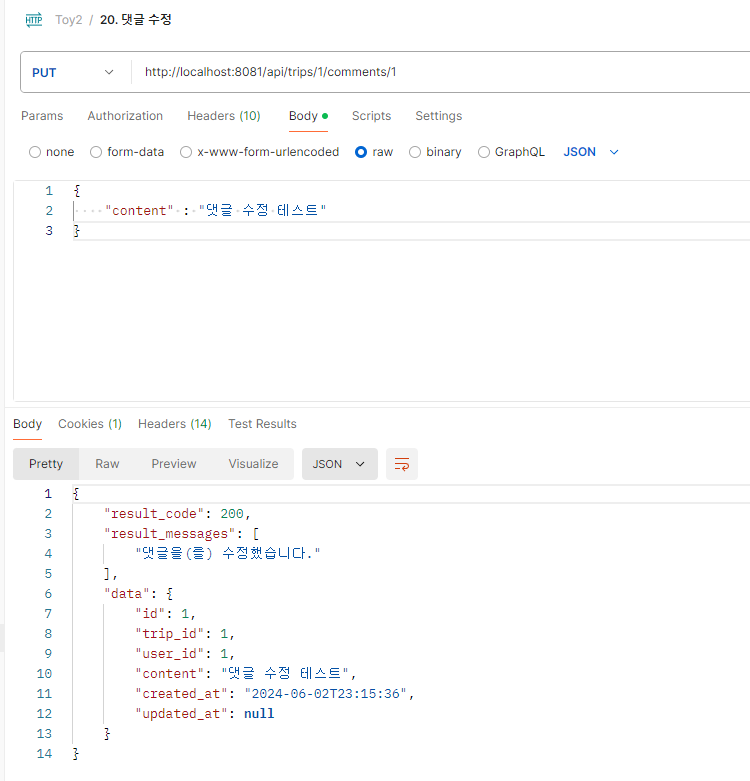 HTTP Toy2 / 20. 댓글 수정
PUT http://localhost:8081/api/trips/1/comments/1
Params Authorization Headers (10) Body Scripts Settings
none form-data x-www-form-urlencoded raw binary GraphQL JSON
1 {
2 "content" : "댓글 수정 테스트"
3 }
Body Cookies (1) Headers (14) Test Results
Pretty Raw Preview Visualize JSON
1 {
2 "result_code": 200,
3 "result_messages": [
4 "댓글을(를) 수정했습니다."
5 ],
6 "data": {
7 "id": 1,
8 "trip_id": 1,
9 "user_id": 1,
10 "content": "댓글 수정 테스트",
11 "created_at": "2024-06-02T23:15:36",
12 "updated_at": null
13 }
14 }